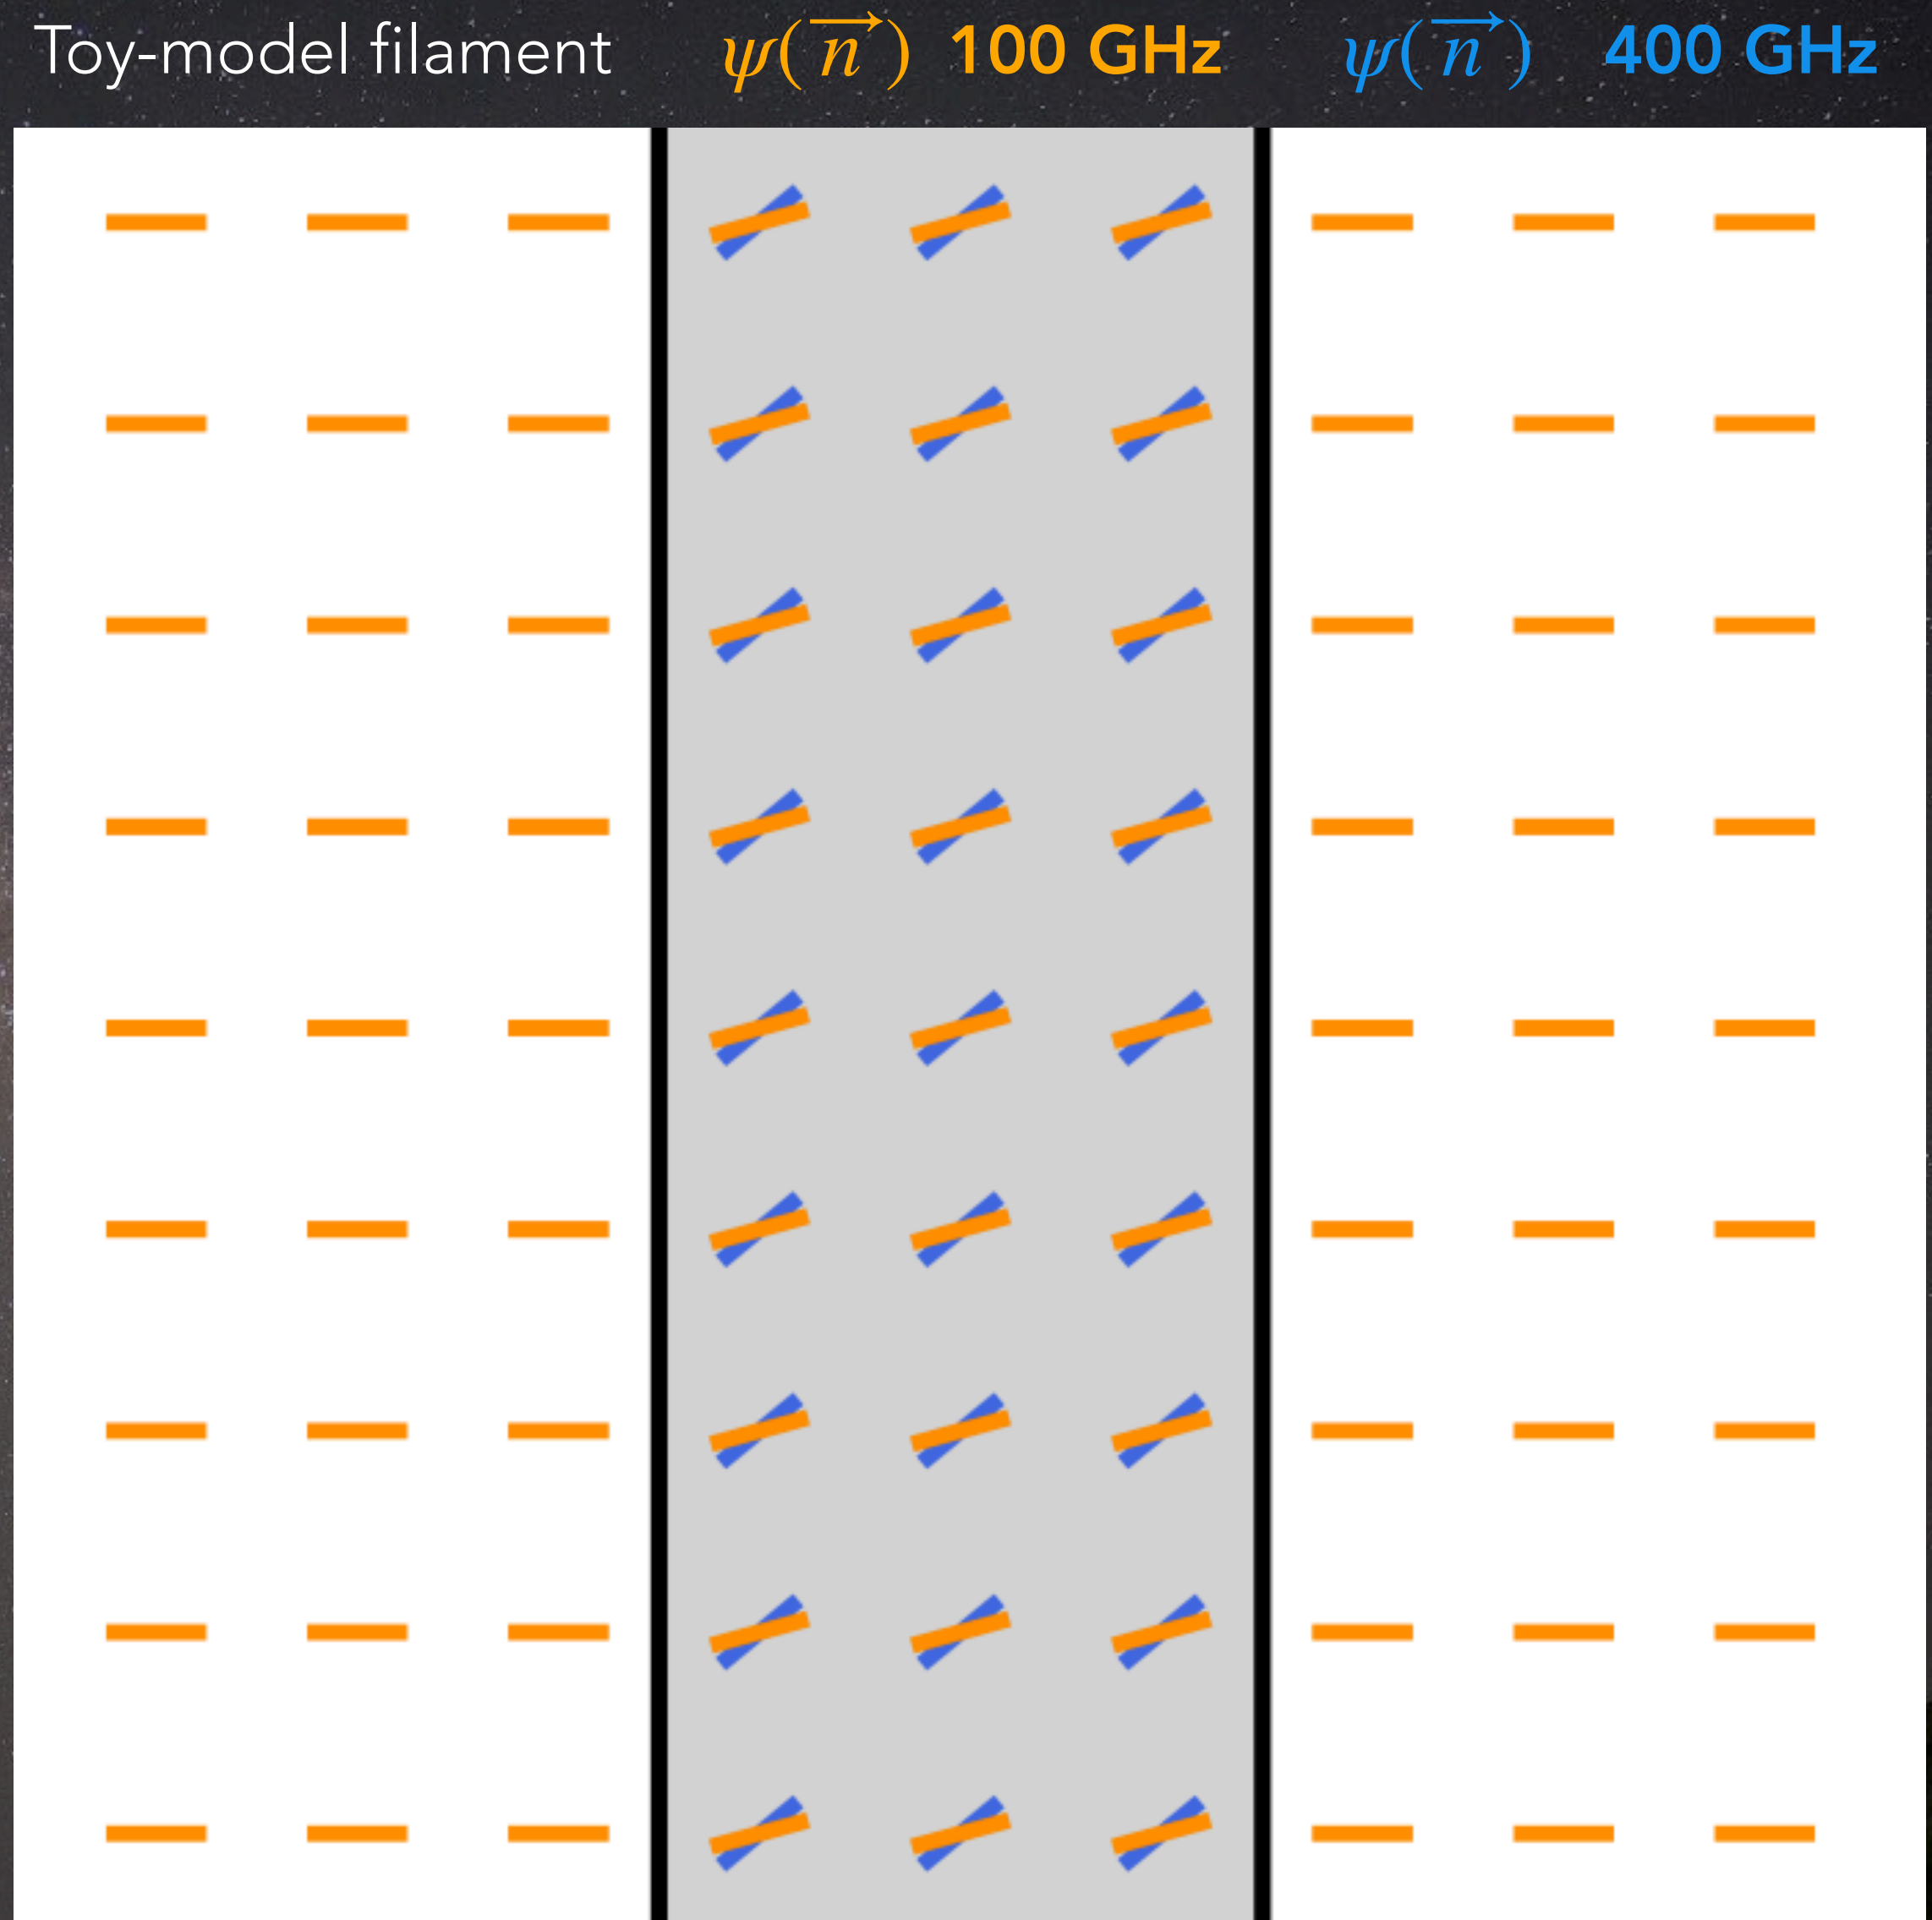 Toy-model filament ψ(n⃗) 100 GHz ψ(n⃗) 400 GHz